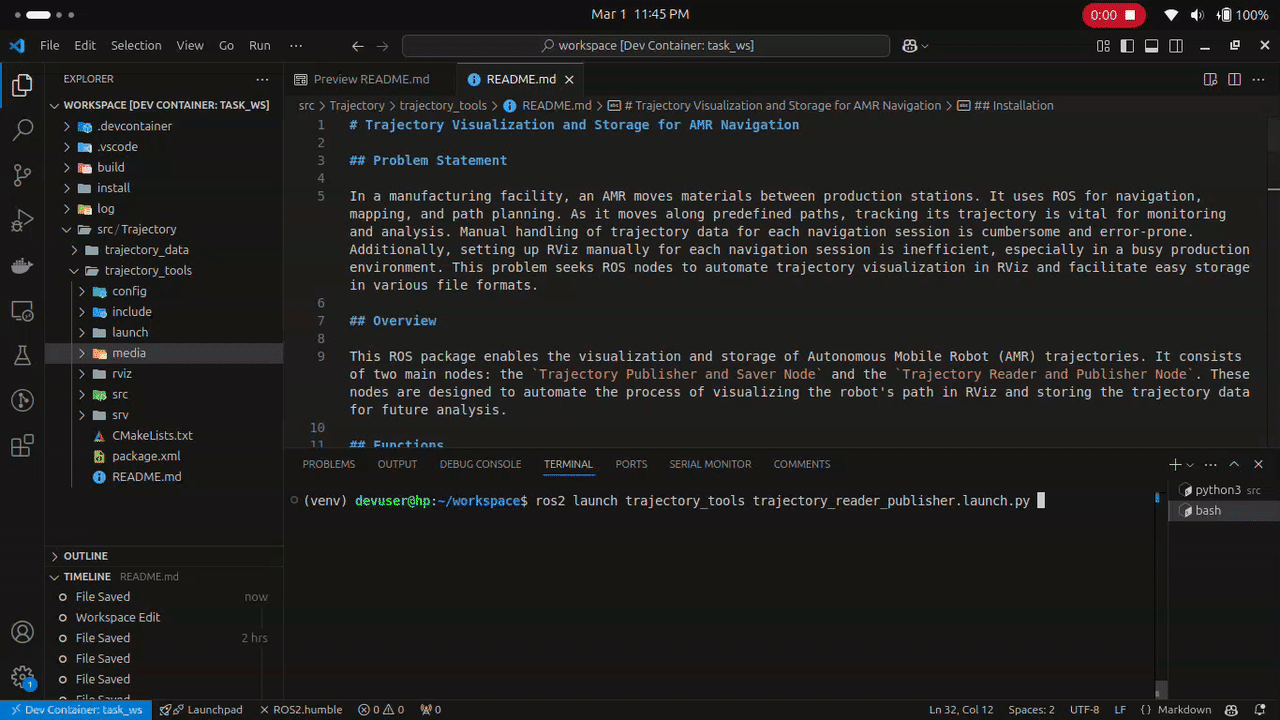 Mar 1 11:45 PM
0:00
100%
File Edit Selection View Go Run ···
workspace [Dev Container: task_ws]
EXPLORER
Preview README.md
README.md
WORKSPACE [DEV CONTAINER: TASK_WS]
.devcontainer
.vscode
build
install
log
src / Trajectory
trajectory_data
trajectory_tools
config
include
launch
media
rviz
src
srv
CMakeLists.txt
package.xml
README.md
OUTLINE
TIMELINE README.md
File Saved now
Workspace Edit
File Saved 2 hrs
File Saved
File Saved
File Saved
src > Trajectory > trajectory_tools > README.md > # Trajectory Visualization and Storage for AMR Navigation > ## Installation
1 # Trajectory Visualization and Storage for AMR Navigation
2
3 ## Problem Statement
4
5 In a manufacturing facility, an AMR moves materials between production stations. It uses ROS for navigation,
mapping, and path planning. As it moves along predefined paths, tracking its trajectory is vital for monitoring
and analysis. Manual handling of trajectory data for each navigation session is cumbersome and error-prone.
Additionally, setting up RViz manually for each navigation session is inefficient, especially in a busy production
environment. This problem seeks ROS nodes to automate trajectory visualization in RViz and facilitate easy storage
in various file formats.
6
7 ## Overview
8
9 This ROS package enables the visualization and storage of Autonomous Mobile Robot (AMR) trajectories. It consists
of two main nodes: the `Trajectory Publisher and Saver Node` and the `Trajectory Reader and Publisher Node`. These
nodes are designed to automate the process of visualizing the robot's path in RViz and storing the trajectory data
for future analysis.
10
11 ## Functions
PROBLEMS OUTPUT DEBUG CONSOLE TERMINAL PORTS SERIAL MONITOR COMMENTS
(venv) devuser@hp:~/workspace$ ros2 launch trajectory_tools trajectory_reader_publisher.launch.py
python3 src
bash
1
Dev Container: task_ws Launchpad ROS2.humble 0 0 0 Ln 32, Col 12 Spaces: 2 UTF-8 LF {} Markdown